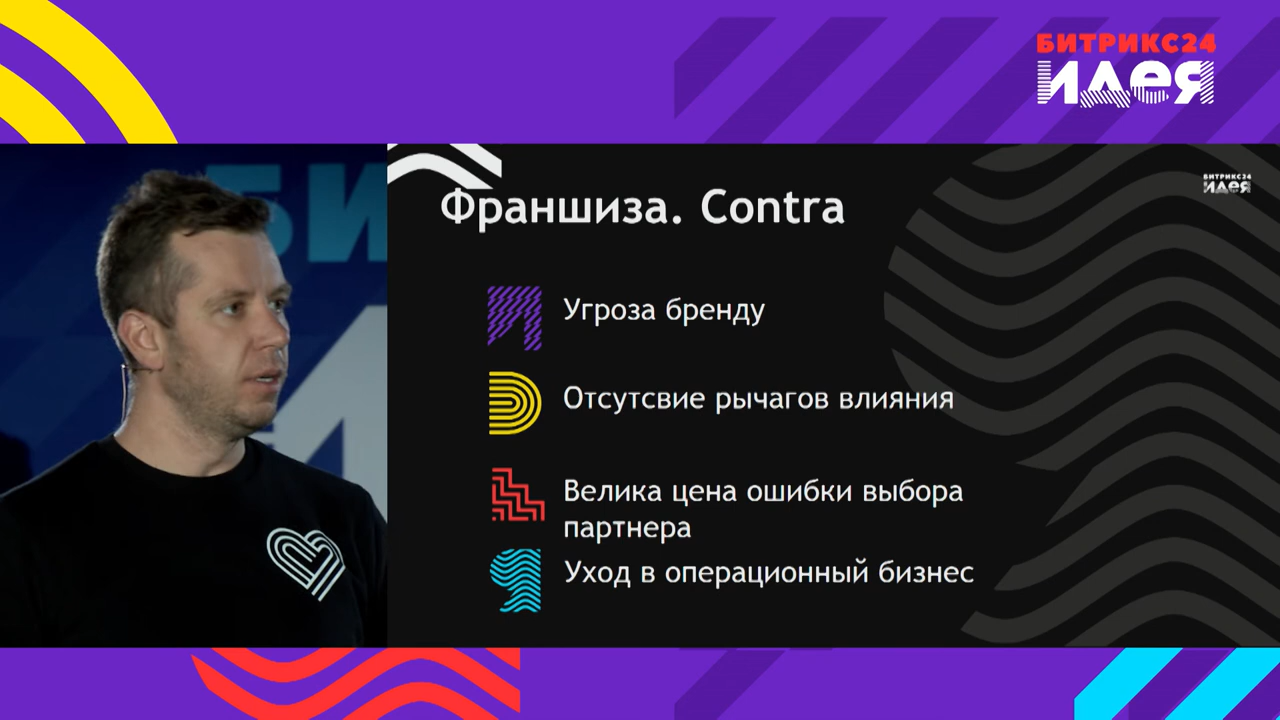 БИТРИКС24
ИДеЯ
БИ
БИТРИКС24
ИДеЯ
Франшиза. Contra
Угроза бренду
Отсутсвие рычагов влияния
Велика цена ошибки выбора
партнера
Уход в операционный бизнес